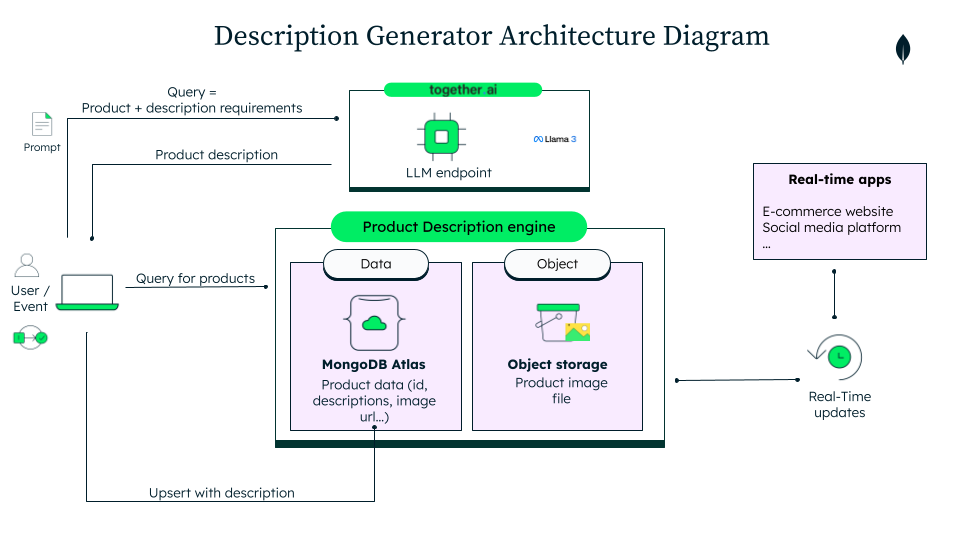 Description Generator Architecture Diagram
Query =
Product + description requirements
Prompt
Product description
together.ai
Llama 3
LLM endpoint
Real-time apps
E-commerce website
Social media platform
...
Product Description engine
Data
Object
User /
Event
Query for products
MongoDB Atlas
Product data (id,
descriptions, image
url...)
Object storage
Product image
file
Real-Time
updates
Upsert with description